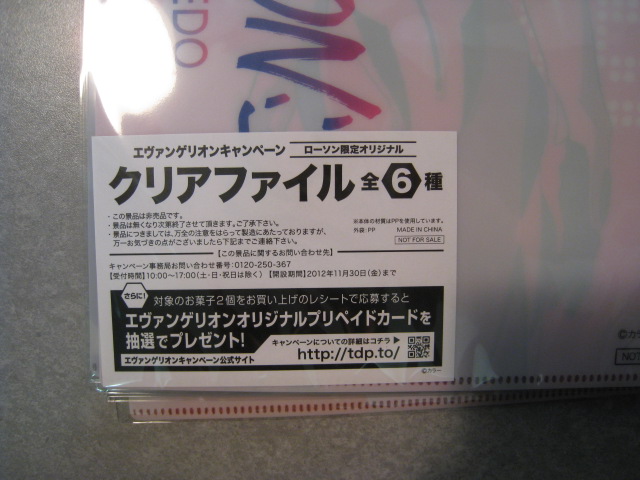 EDO
ON
エヴァンゲリオンキャンペーン ローソン限定オリジナル
クリアファイル 全6種
・この景品は非売品です。
・景品は無くなり次第終了させて頂きます。ご了承下さい。
・景品につきましては、万全の注意をはらって製造にあたっておりますが、
万一お気づきの点がございましたら下記までご連絡下さい。
※本体の材質はPPを使用しています。
外袋:PP MADE IN CHINA
NOT FOR SALE
【この景品に関するお問い合わせ先】
キャンペーン事務局お問い合わせ番号:0120-250-367
【受付時間】10:00~17:00(土・日・祝日は除く) 【開設期間】2012年11月30日(金)まで
さらに! 対象のお菓子2個をお買い上げのレシートで応募すると
エヴァンゲリオンオリジナルプリペイドカードを
抽選でプレゼント!
キャンペーンについての詳細はコチラ▶
エヴァンゲリオンキャンペーン公式サイト http://tdp.to/
©カラー
©カラ
NOT